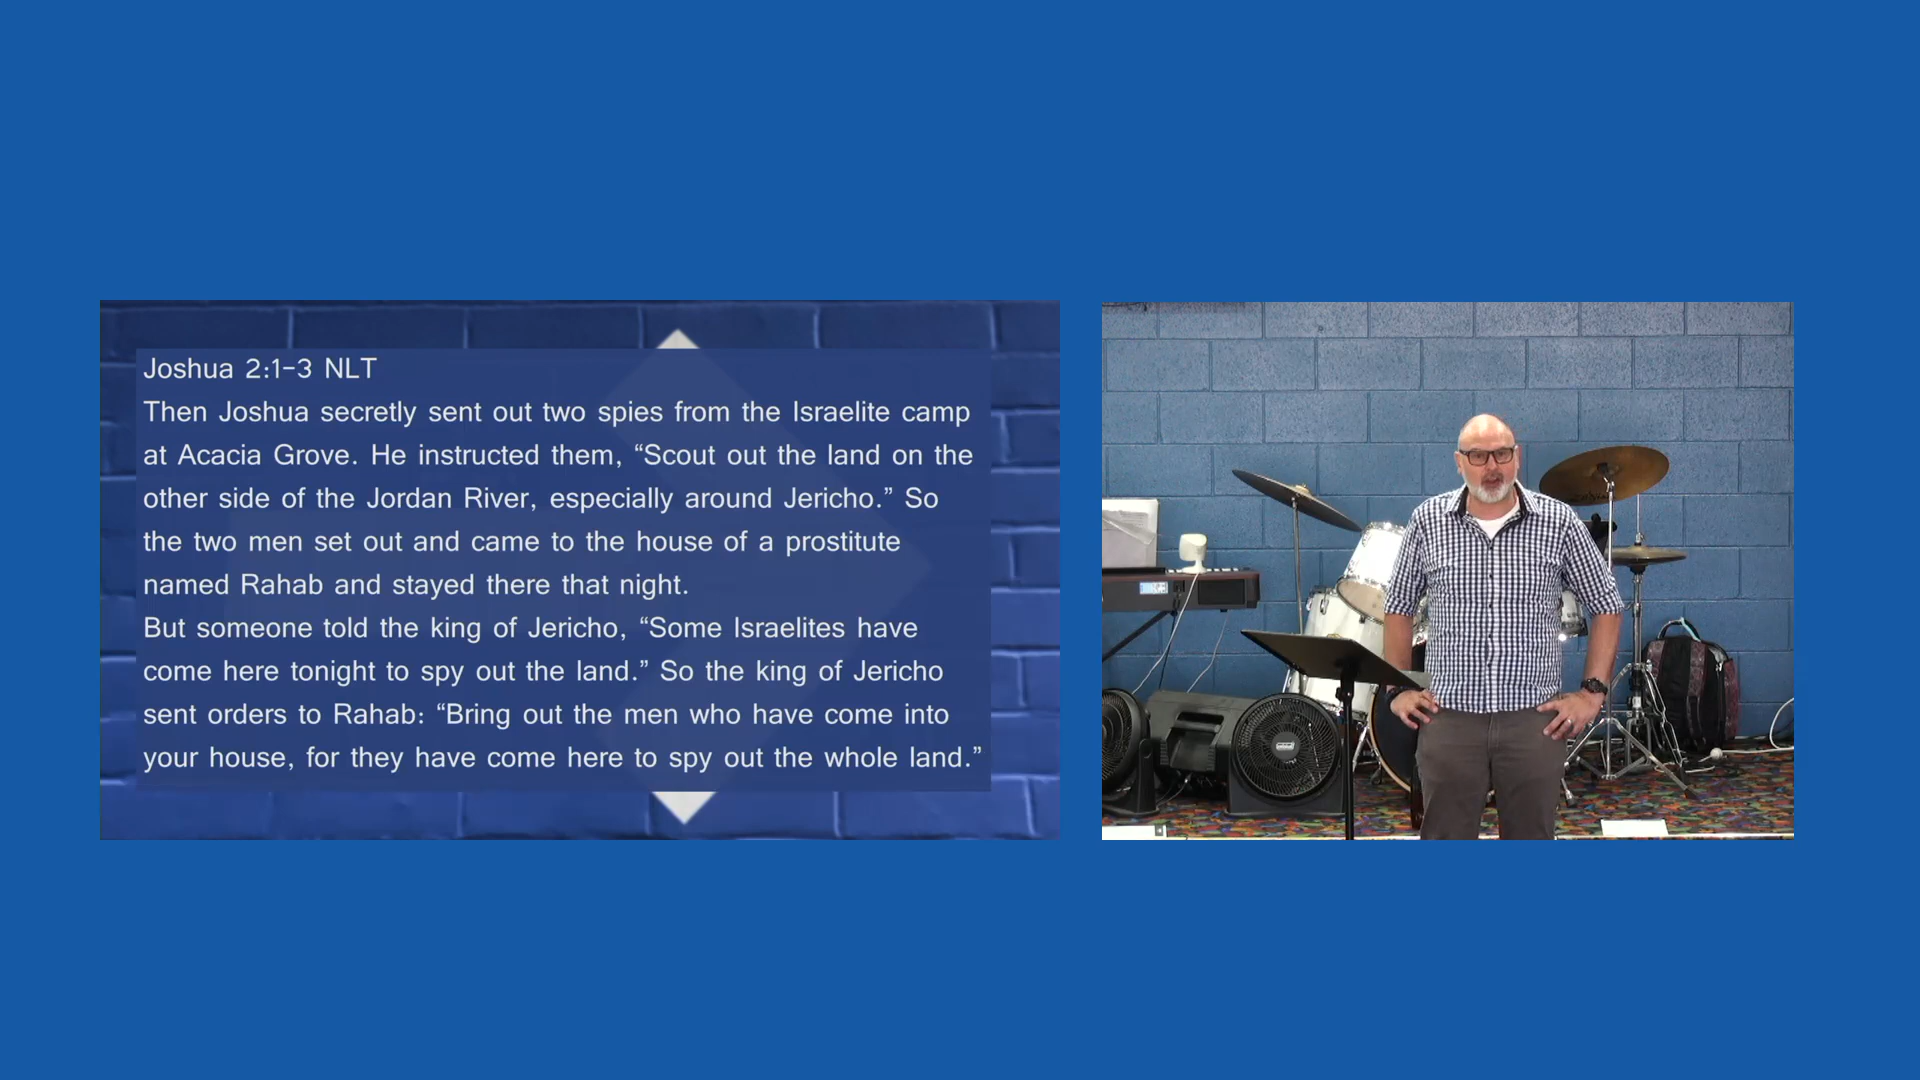 Joshua 2:1–3 NLT
Then Joshua secretly sent out two spies from the Israelite camp
at Acacia Grove. He instructed them, “Scout out the land on the
other side of the Jordan River, especially around Jericho.” So
the two men set out and came to the house of a prostitute
named Rahab and stayed there that night.
But someone told the king of Jericho, “Some Israelites have
come here tonight to spy out the land.” So the king of Jericho
sent orders to Rahab: “Bring out the men who have come into
your house, for they have come here to spy out the whole land.”